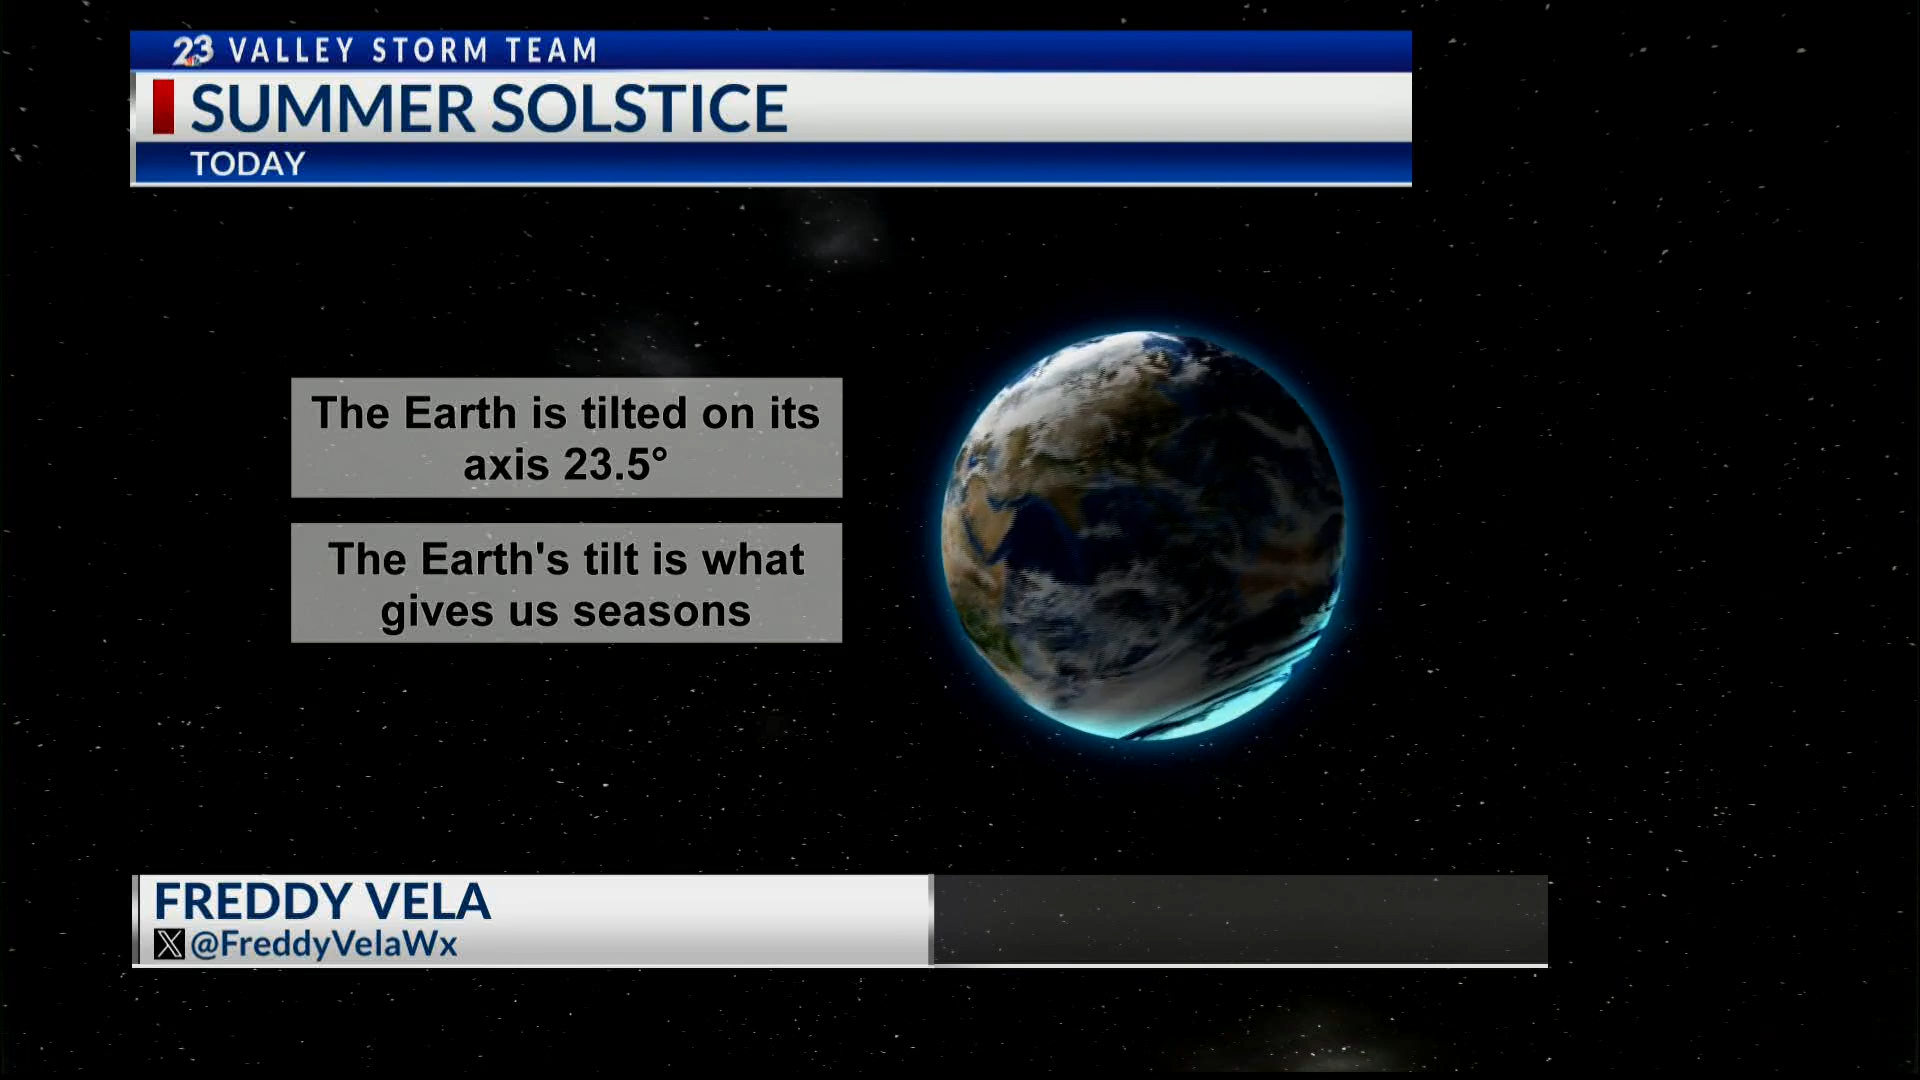 23 VALLEY STORM TEAM
SUMMER SOLSTICE
TODAY
The Earth is tilted on its
axis 23.5°
The Earth's tilt is what
gives us seasons
FREDDY VELA
X @FreddyVelaWx